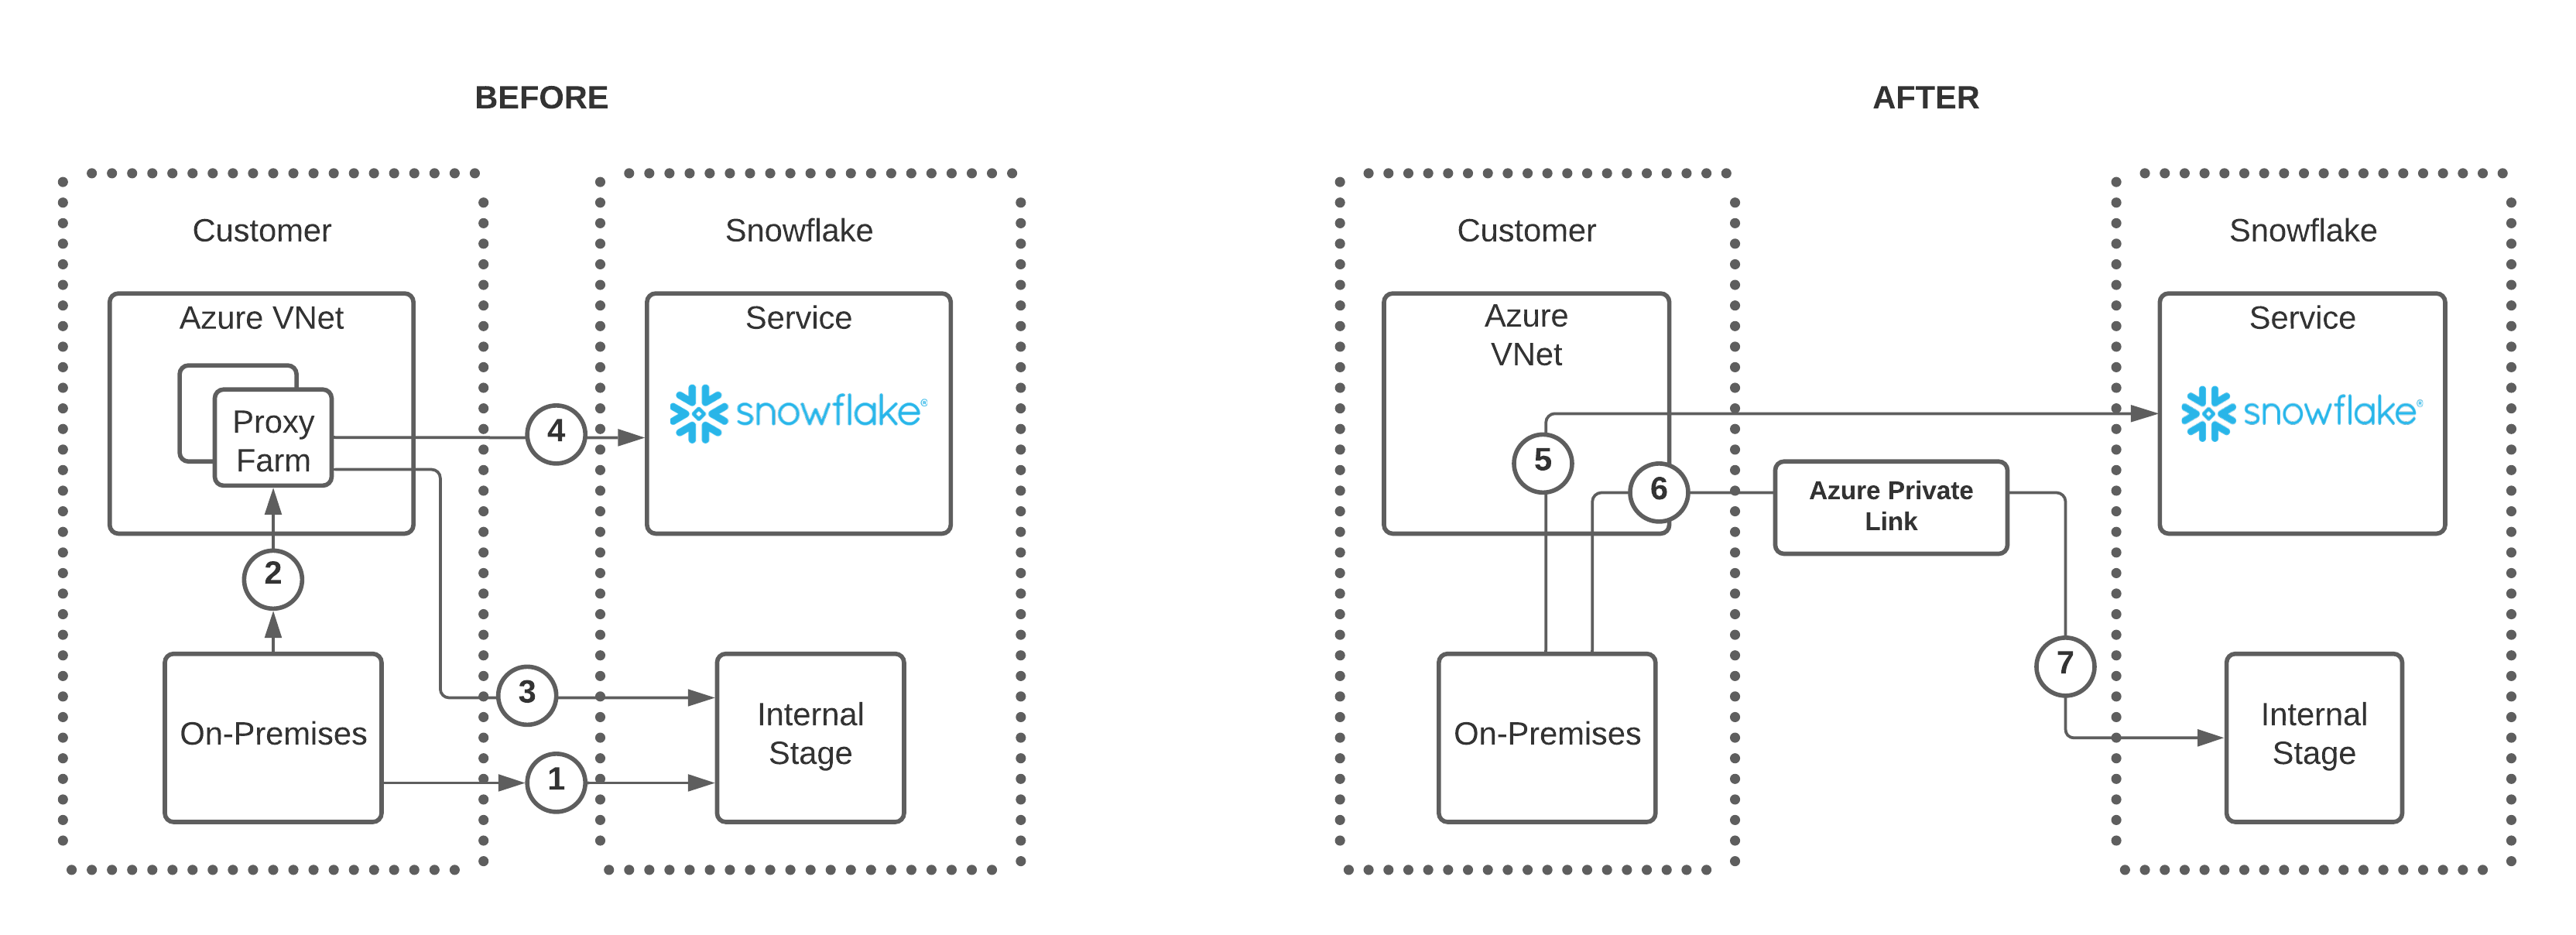 BEFORE
Customer
Snowflake
Azure VNet
Service
snowflake®
Proxy
Farm
4
2
3
On-Premises
Internal
Stage
1
AFTER
Customer
Snowflake
Azure
VNet
Service
snowflake®
5
6
Azure Private
Link
7
On-Premises
Internal
Stage